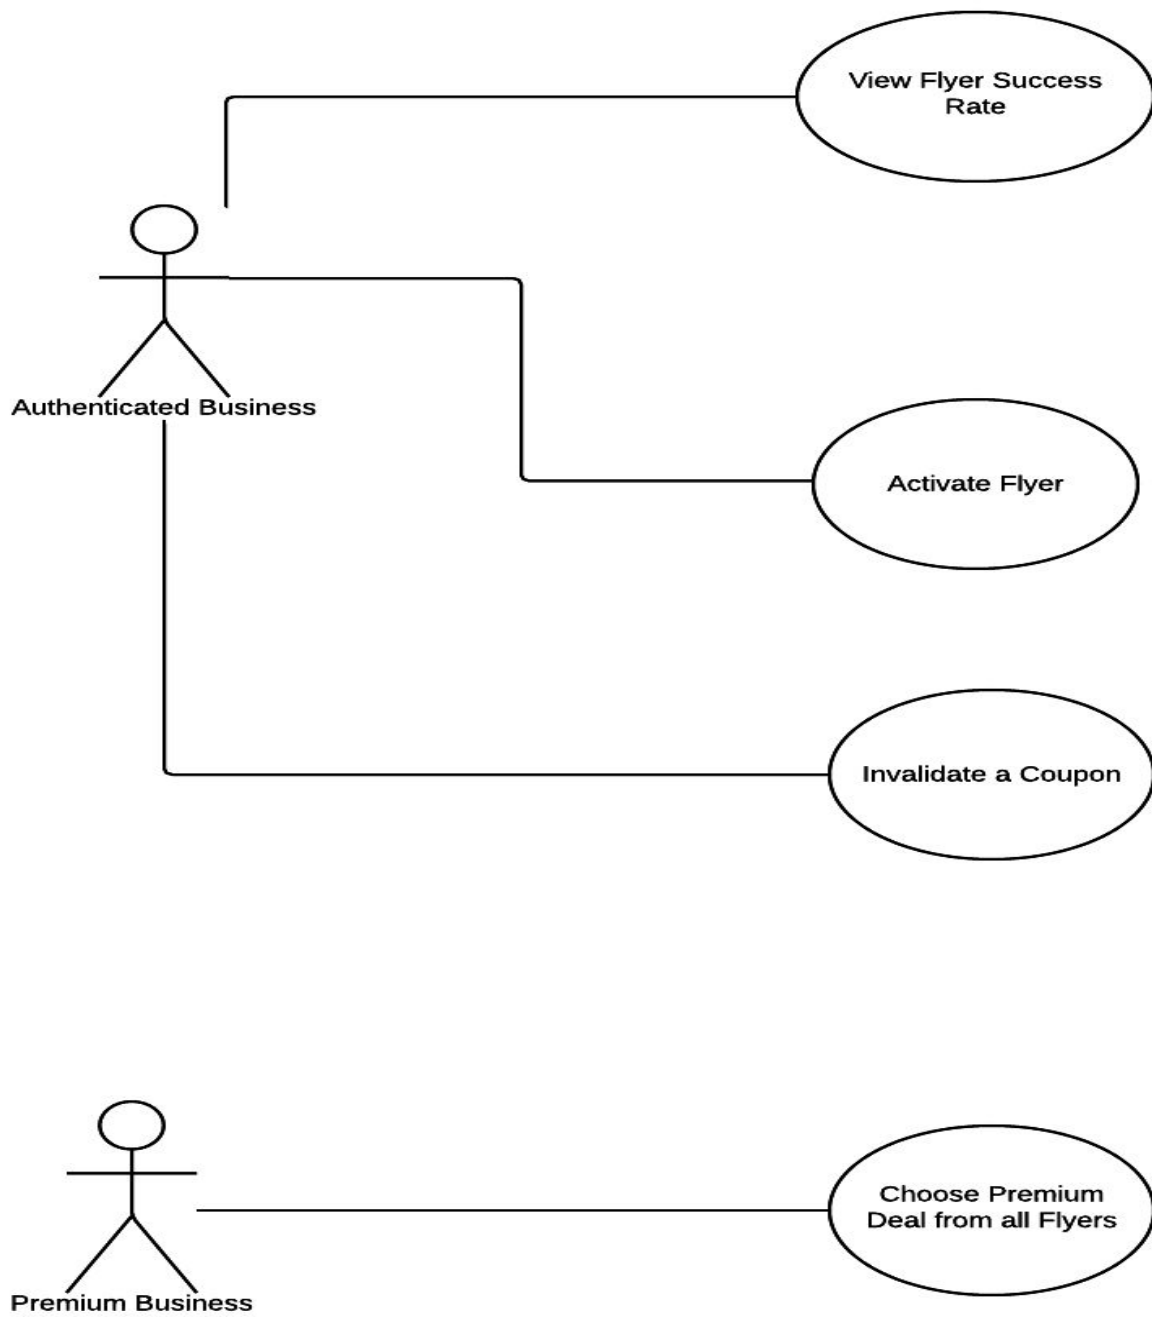 View Flyer Success
Rate
Authenticated Business
Activate Flyer
Invalidate a Coupon
Choose Premium
Deal from all Flyers
Premium Business